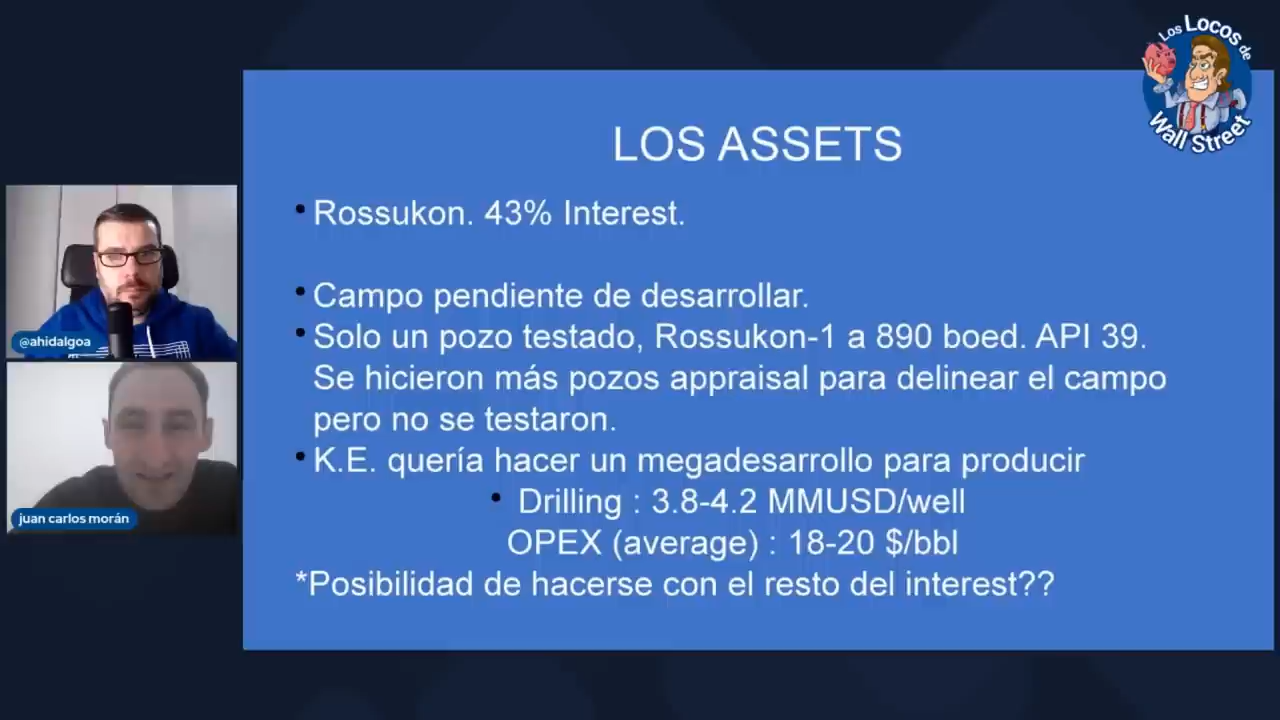 Los Locos de
Wall Street
LOS ASSETS
• Rossukon. 43% Interest.
• Campo pendiente de desarrollar.
• Solo un pozo testado, Rossukon-1 a 890 boed. API 39.
Se hicieron más pozos appraisal para delinear el campo
pero no se testaron.
• K.E. quería hacer un megadesarrollo para producir
• Drilling : 3.8-4.2 MMUSD/well
OPEX (average) : 18-20 $/bbl
*Posibilidad de hacerse con el resto del interest??
@ahidalgoa
juan carlos morán